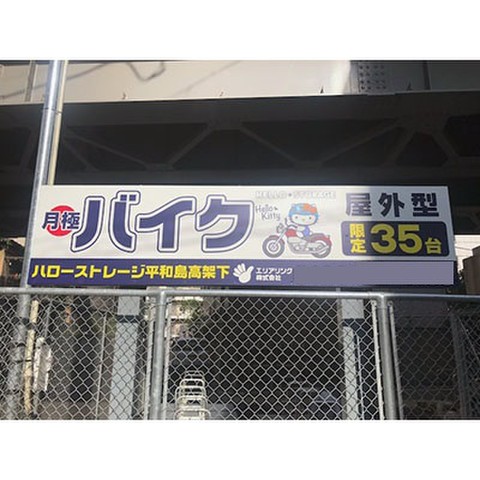 月極
バイク
HELLO STORAGE
Hello Kitty
屋外型
限定35台
ハローストレージ平和島高架下
エリアリンク
株式会社